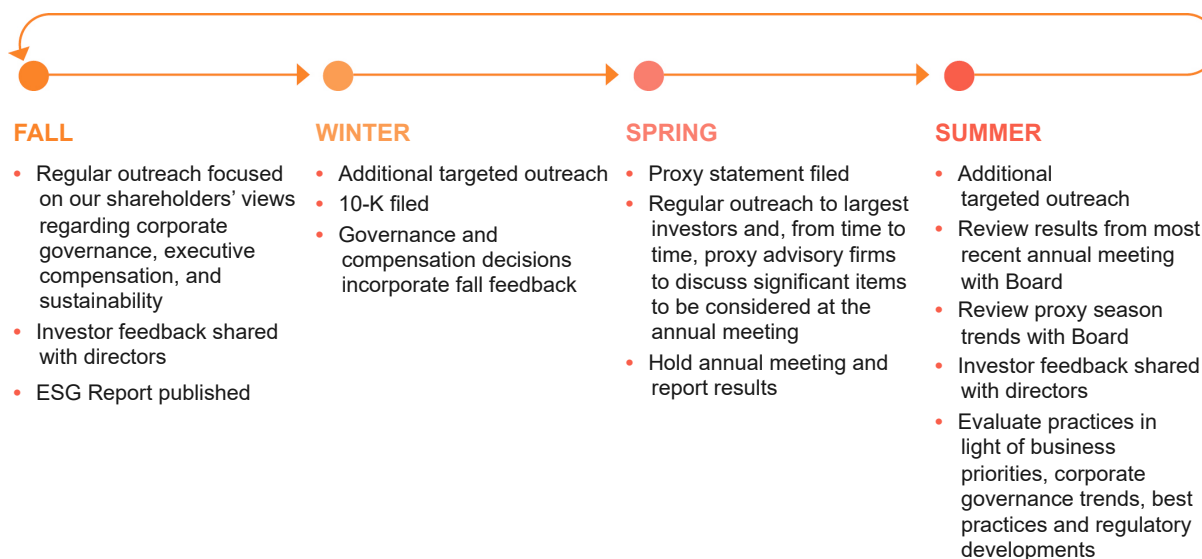 FALL
• Regular outreach focused
on our shareholders’ views
regarding corporate
governance, executive
compensation, and
sustainability
• Investor feedback shared
with directors
• ESG Report published
WINTER
• Additional targeted outreach
• 10-K filed
• Governance and
compensation decisions
incorporate fall feedback
SPRING
• Proxy statement filed
• Regular outreach to largest
investors and, from time to
time, proxy advisory firms
to discuss significant items
to be considered at the
annual meeting
• Hold annual meeting and
report results
SUMMER
• Additional
targeted outreach
• Review results from most
recent annual meeting
with Board
• Review proxy season
trends with Board
• Investor feedback shared
with directors
• Evaluate practices in
light of business
priorities, corporate
governance trends, best
practices and regulatory
developments